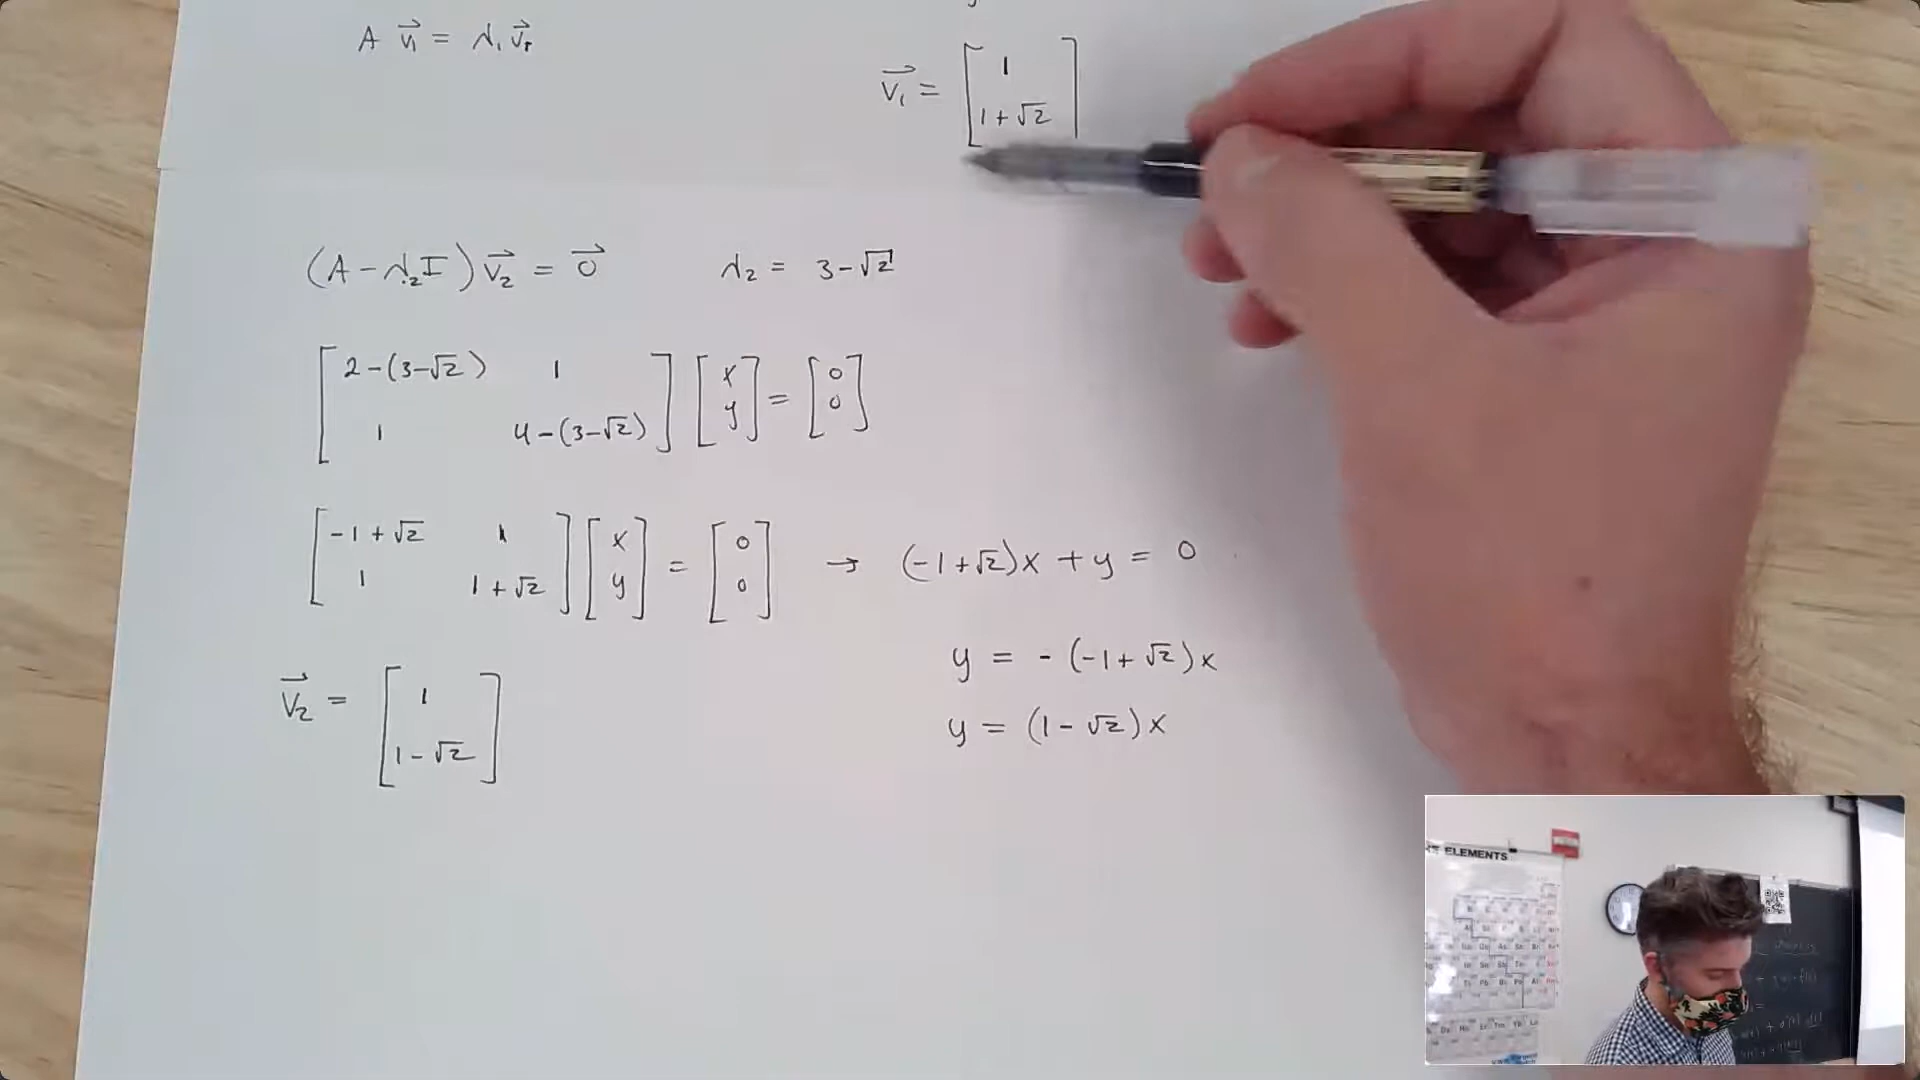 A v⃗₁ = λ₁ v⃗₁
v⃗₁ = [ 1
1+√2 ]
(A − λ₂I) v⃗₂ = 0⃗    λ₂ = 3−√2
[ 2−(3−√2)    1
1    4−(3−√2) ] [ x
y ] = [ 0
0 ]
[ −1+√2    1
1    1+√2 ] [ x
y ] = [ 0
0 ] → (−1+√2)x + y = 0
y = −(−1+√2)x
v⃗₂ = [ 1
1−√2 ]
y = (1−√2)x
ELEMENTS